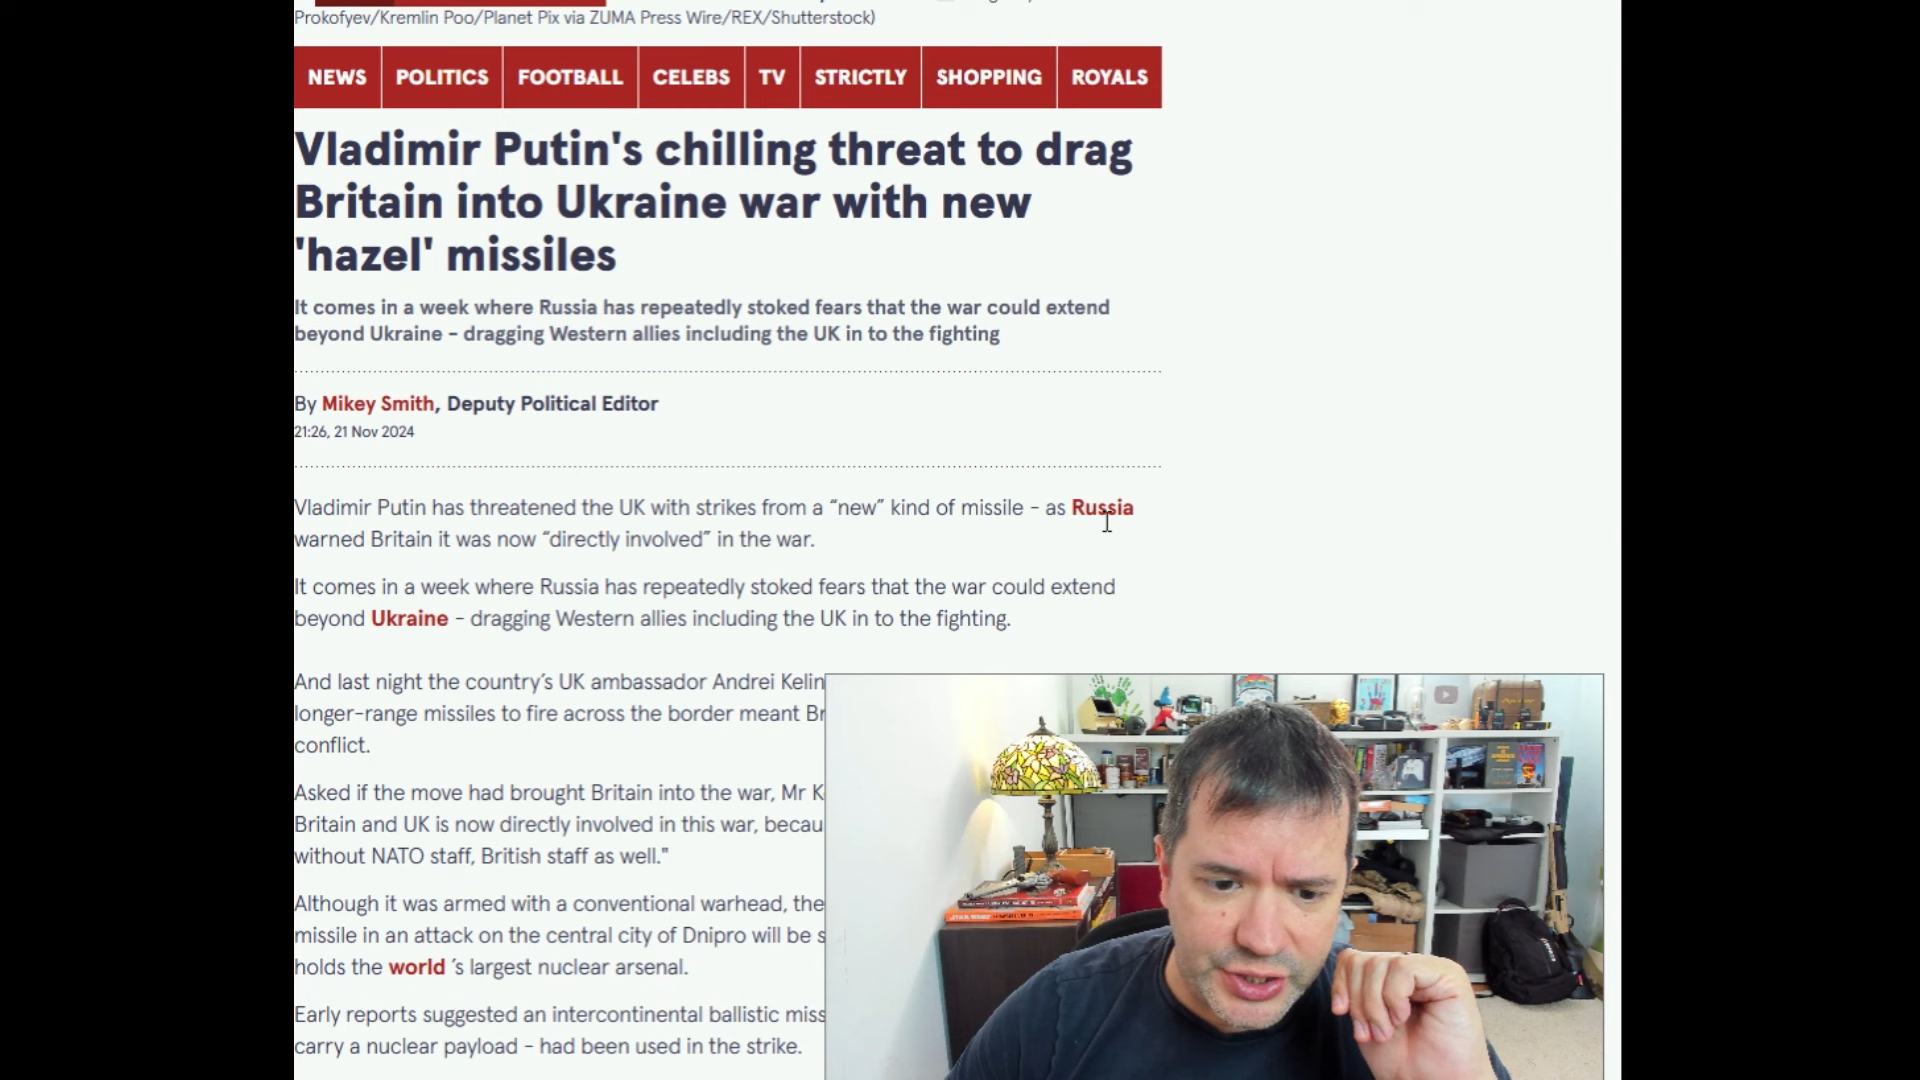 Prokofyev/Kremlin Poo/Planet Pix via ZUMA Press Wire/REX/Shutterstock)
NEWS POLITICS FOOTBALL CELEBS TV STRICTLY SHOPPING ROYALS
Vladimir Putin's chilling threat to drag
Britain into Ukraine war with new
'hazel' missiles
It comes in a week where Russia has repeatedly stoked fears that the war could extend
beyond Ukraine - dragging Western allies including the UK in to the fighting
By Mikey Smith, Deputy Political Editor
21:26, 21 Nov 2024
Vladimir Putin has threatened the UK with strikes from a “new” kind of missile - as Russia
warned Britain it was now “directly involved” in the war.
It comes in a week where Russia has repeatedly stoked fears that the war could extend
beyond Ukraine - dragging Western allies including the UK in to the fighting.
And last night the country’s UK ambassador Andrei Kelin
longer-range missiles to fire across the border meant Br
conflict.
Asked if the move had brought Britain into the war, Mr K
Britain and UK is now directly involved in this war, becau
without NATO staff, British staff as well."
Although it was armed with a conventional warhead, the
missile in an attack on the central city of Dnipro will be s
holds the world ’s largest nuclear arsenal.
Early reports suggested an intercontinental ballistic miss
carry a nuclear payload - had been used in the strike.